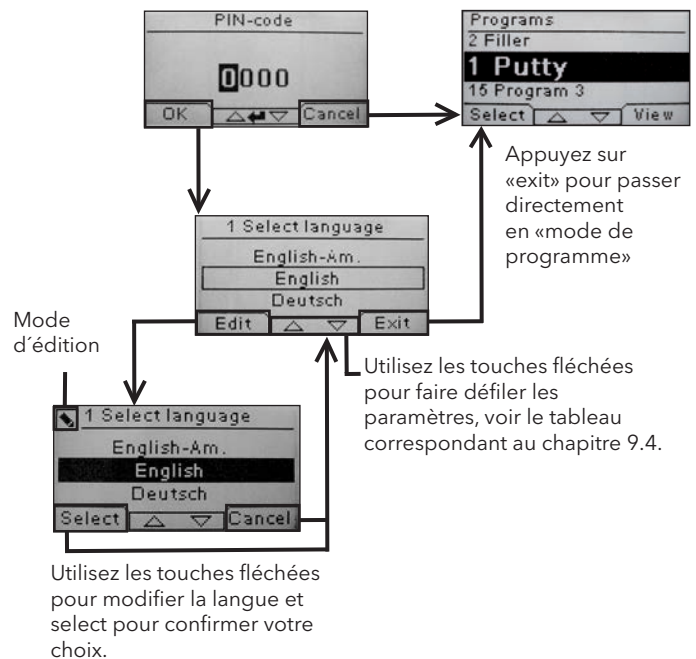 PIN-code
0000
OK
Cancel
Programs
2 Filler
1 Putty
15 Program 3
Select
View
Appuyez sur
«exit» pour passer
directement
en «mode de
programme»
1 Select language
English-Am.
English
Deutsch
Edit
Exit
Mode
d´édition
Utilisez les touches fléchées
pour faire défiler les
paramètres, voir le tableau
correspondant au chapitre 9.4.
1 Select language
English-Am.
English
Deutsch
Select
Cancel
Utilisez les touches fléchées
pour modifier la langue et
select pour confirmer votre
choix.